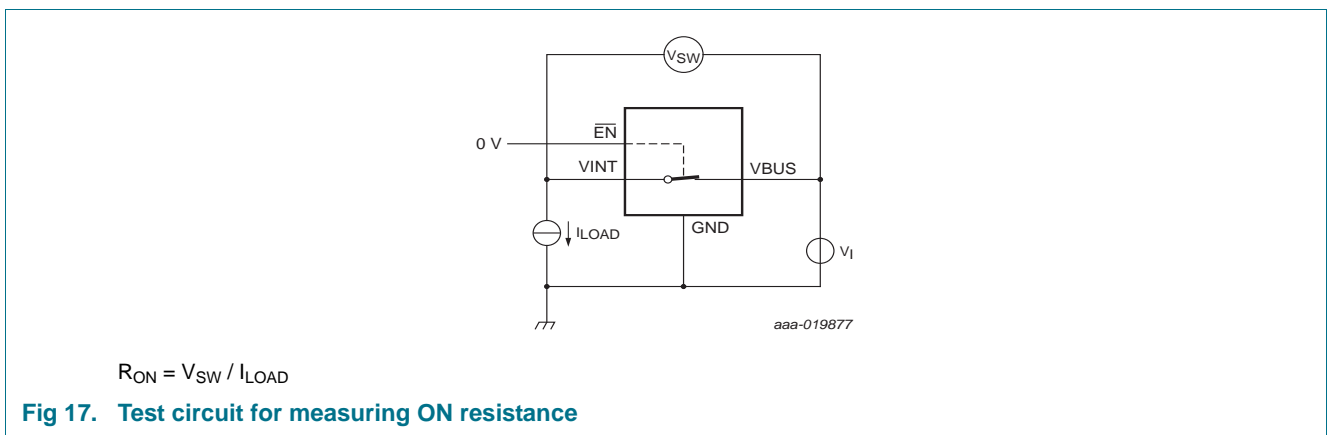 VSW
EN
0 V
VINT
VBUS
GND
ILOAD
VI
aaa-019877
RON = VSW / ILOAD
Fig 17. Test circuit for measuring ON resistance